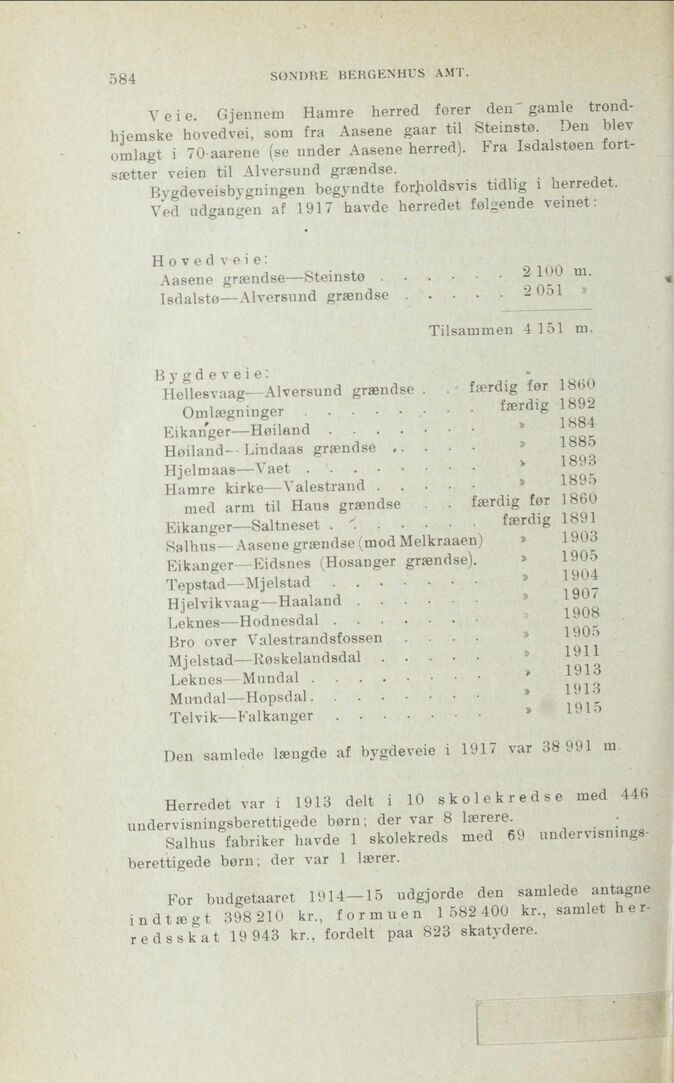 584
SØNDRE BERGENHUS AMT.
Veie. Gjennem Hamre herred fører den gamle trond-
hjemske hovedvei, som fra Aasene gaar til Steinstø. Den blev
omlagt i 70-aarene (se under Aasene herred). Fra Isdalstøen fort-
sætter veien til Alversund grændse.
Bygdeveisbygningen begyndte forholdsvis tidlig i herredet.
Ved udgangen af 1917 havde herredet følgende veinet:
Hovedveie:
Aasene grændse—Steinstø . . . . . . 2 100 m.
Isdalstø—Alversund grændse . . . . . 2 051 »
Tilsammen 4 151 m.
Bygdeveie:
Hellesvaag—Alversund grændse . . færdig før 1860
Omlægninger . . . . . . . . færdig 1892
Eikanger—Høiland . . . . . . . » 1884
Høiland—Lindaas grændse . . . . . » 1885
Hjelmaas—Vaet . . . . . . . . » 1893
Hamre kirke—Valestrand . . . . . » 1895
med arm til Haus grændse . . færdig før 1860
Eikanger—Saltneset . . . . . . . færdig 1891
Salhus—Aasene grændse (mod Melkraaen) » 1903
Eikanger—Eidsnes (Hosanger grændse). » 1905
Tepstad—Mjelstad . . . . . . . » 1904
Hjelvikvaag—Haaland . . . . . . » 1907
Leknes—Hodnesdal . . . . . . . » 1908
Bro over Valestrandsfossen . . . . » 1905
Mjelstad—Røskelandsdal . . . . . » 1911
Leknes—Mundal . . . . . . . . » 1913
Mundal—Hopsdal . . . . . . . . » 1913
Telvik—Falkanger . . . . . . . » 1915
Den samlede længde af bygdeveie i 1917 var 38 991 m.
Herredet var i 1913 delt i 10 skolekredse med 446
undervisningsberettigede børn; der var 8 lærere.
Salhus fabriker havde 1 skolekreds med 69 undervisnings-
berettigede børn; der var 1 lærer.
For budgetaaret 1914—15 udgjorde den samlede antagne
indtægt 398 210 kr., formuen 1 582 400 kr., samlet her-
redsskat 19 943 kr., fordelt paa 823 skatydere.